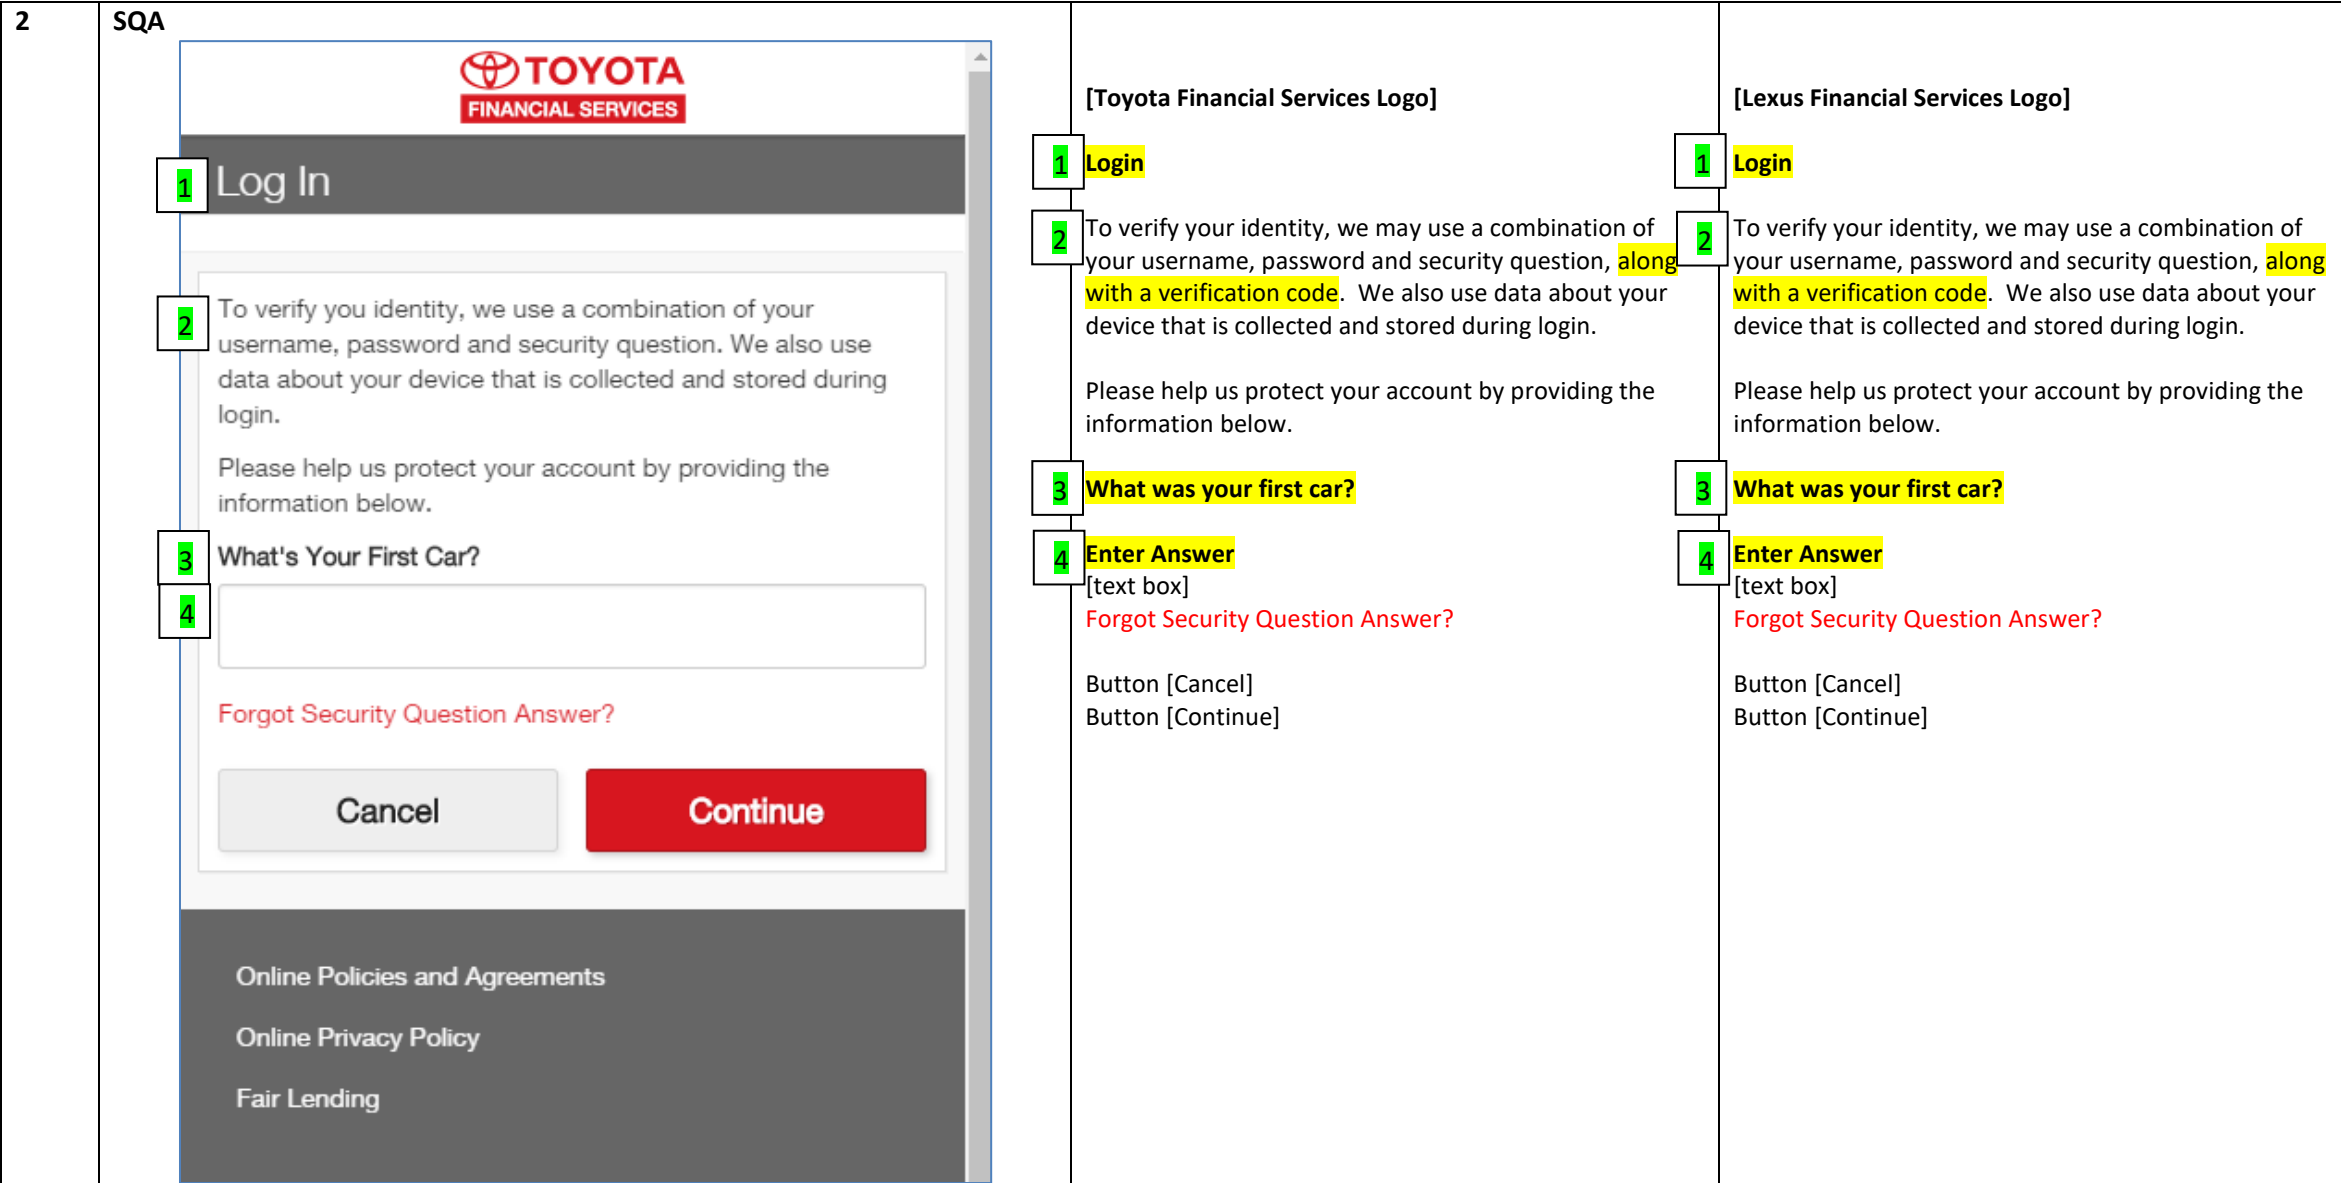 2
SQA
TOYOTA
FINANCIAL SERVICES
1
Log In
2
To verify you identity, we use a combination of your
username, password and security question. We also use
data about your device that is collected and stored during
login.
Please help us protect your account by providing the
information below.
3
What's Your First Car?
4
Forgot Security Question Answer?
Cancel
Continue
Online Policies and Agreements
Online Privacy Policy
Fair Lending
[Toyota Financial Services Logo]
1
Login
2
To verify your identity, we may use a combination of
your username, password and security question, along
with a verification code.  We also use data about your
device that is collected and stored during login.
Please help us protect your account by providing the
information below.
3
What was your first car?
4
Enter Answer
[text box]
Forgot Security Question Answer?
Button [Cancel]
Button [Continue]
[Lexus Financial Services Logo]
1
Login
2
To verify your identity, we may use a combination of
your username, password and security question, along
with a verification code.  We also use data about your
device that is collected and stored during login.
Please help us protect your account by providing the
information below.
3
What was your first car?
4
Enter Answer
[text box]
Forgot Security Question Answer?
Button [Cancel]
Button [Continue]